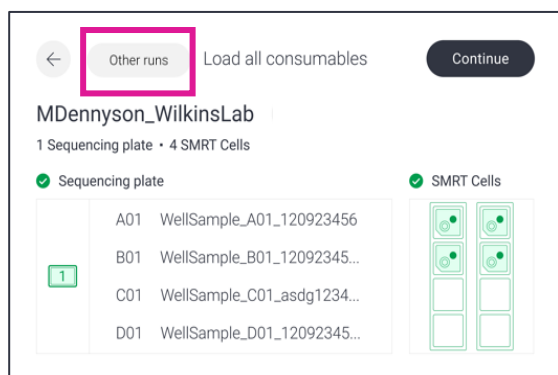 Other runs Load all consumables Continue
MDennyson_WilkinsLab
1 Sequencing plate • 4 SMRT Cells
Sequencing plate SMRT Cells
A01 WellSample_A01_120923456
B01 WellSample_B01_12092345...
1
C01 WellSample_C01_asdg1234...
D01 WellSample_D01_12092345...